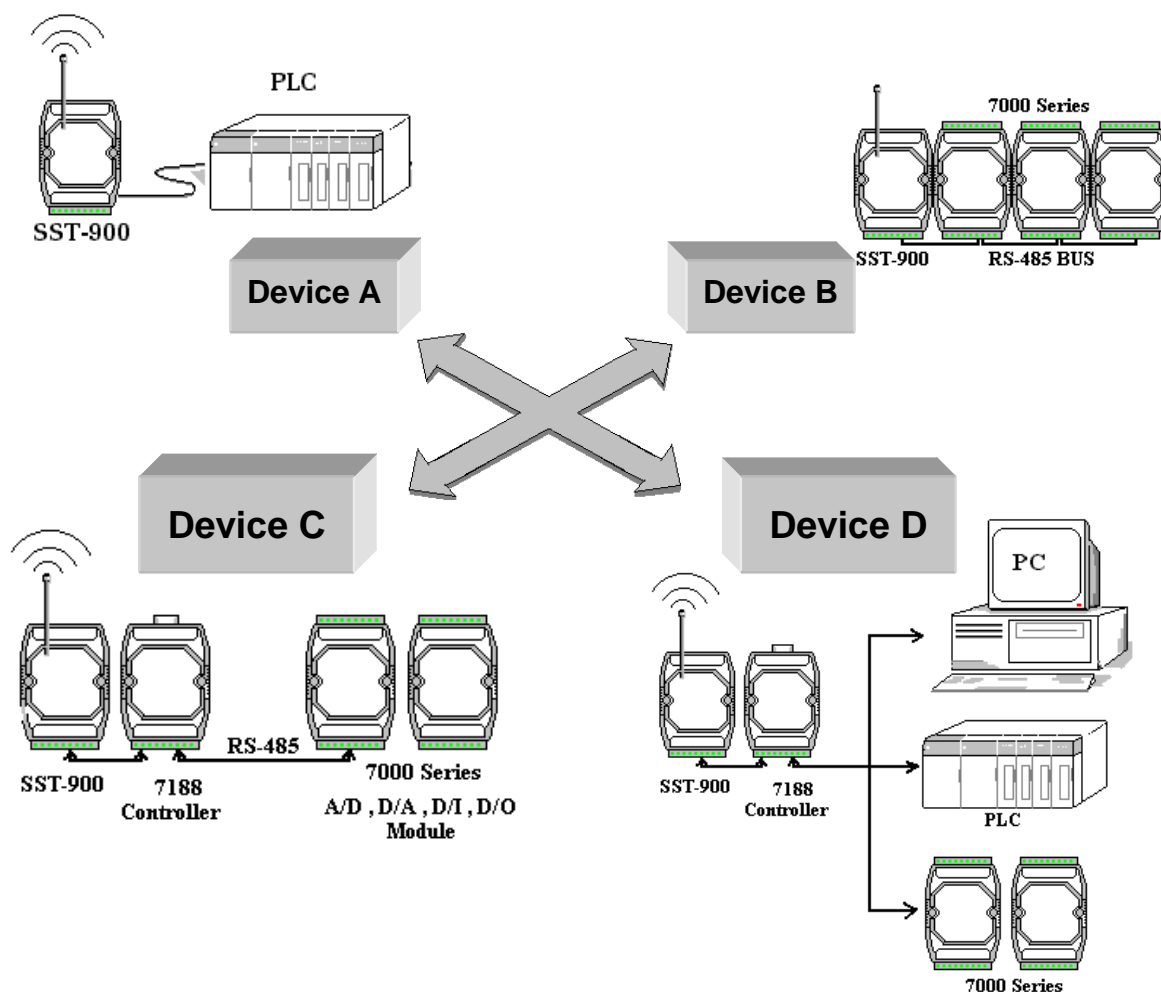 PLC
SST-900
7000 Series
SST-900
RS-485 BUS
Device A
Device B
Device C
Device D
SST-900
7188
Controller
RS-485
7000 Series
A/D , D/A , D/I , D/O
Module
PC
SST-900
7188
Controller
PLC
7000 Series